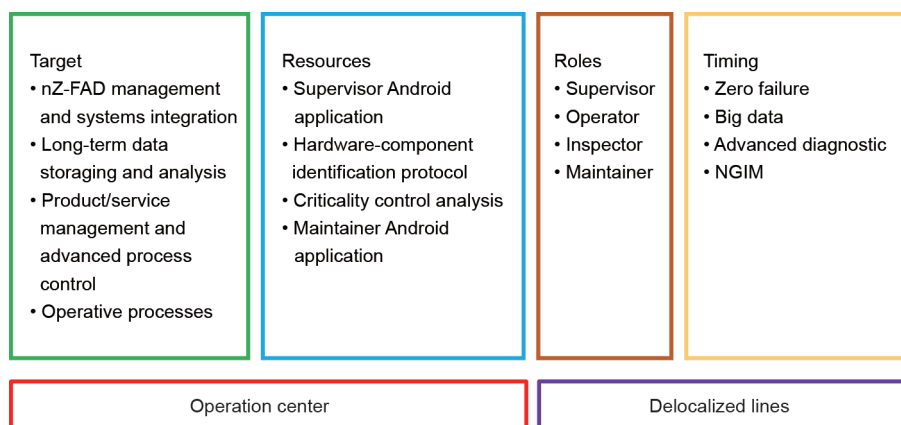 Target
• nZ-FAD management
and systems integration
• Long-term data
storaging and analysis
• Product/service
management and
advanced process
control
• Operative processes
Resources
• Supervisor Android
application
• Hardware-component
identification protocol
• Criticality control analysis
• Maintainer Android
application
Roles
• Supervisor
• Operator
• Inspector
• Maintainer
Timing
• Zero failure
• Big data
• Advanced diagnostic
• NGIM
Operation center
Delocalized lines